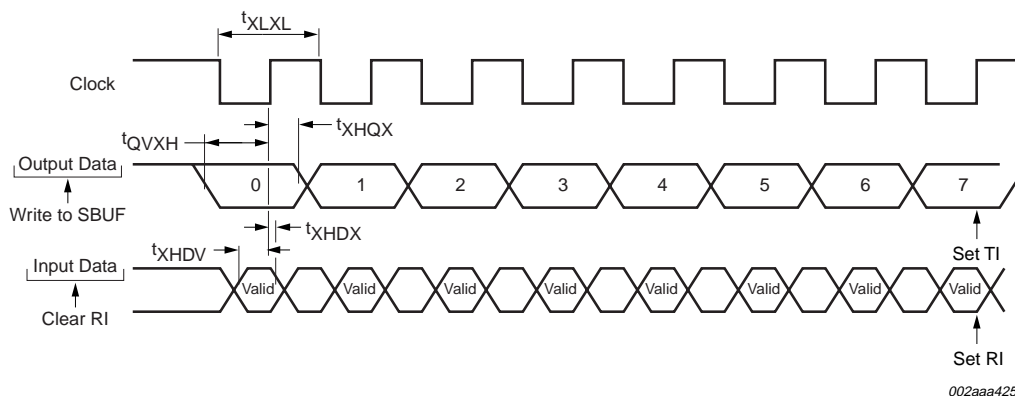 tXLXL
Clock
tXHQX
tQVXH
Output Data
0 1 2 3 4 5 6 7
Write to SBUF
tXHDX
Set TI
tXHDV
Input Data
Valid Valid Valid Valid Valid Valid Valid Valid
Clear RI
Set RI
002aaa425